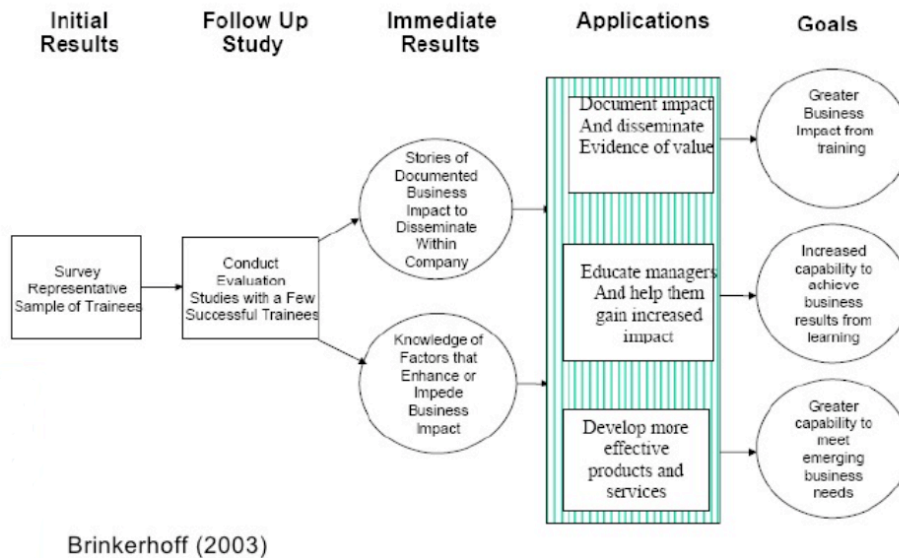 Initial
Results
Follow Up
Study
Immediate
Results
Applications
Goals
Survey
Representative
Sample of Trainees
Conduct
Evaluation
Studies with a Few
Successful Trainees
Stories of
Documented
Business
Impact to
Disseminate
Within
Company
Knowledge of
Factors that
Enhance or
Impede
Business
Impact
Document impact
And disseminate
Evidence of value
Educate managers
And help them
gain increased
impact
Develop more
effective
products and
services
Greater
Business
Impact from
training
Increased
capability to
achieve
business
results from
learning
Greater
capability to
meet
emerging
business
needs
Brinkerhoff (2003)